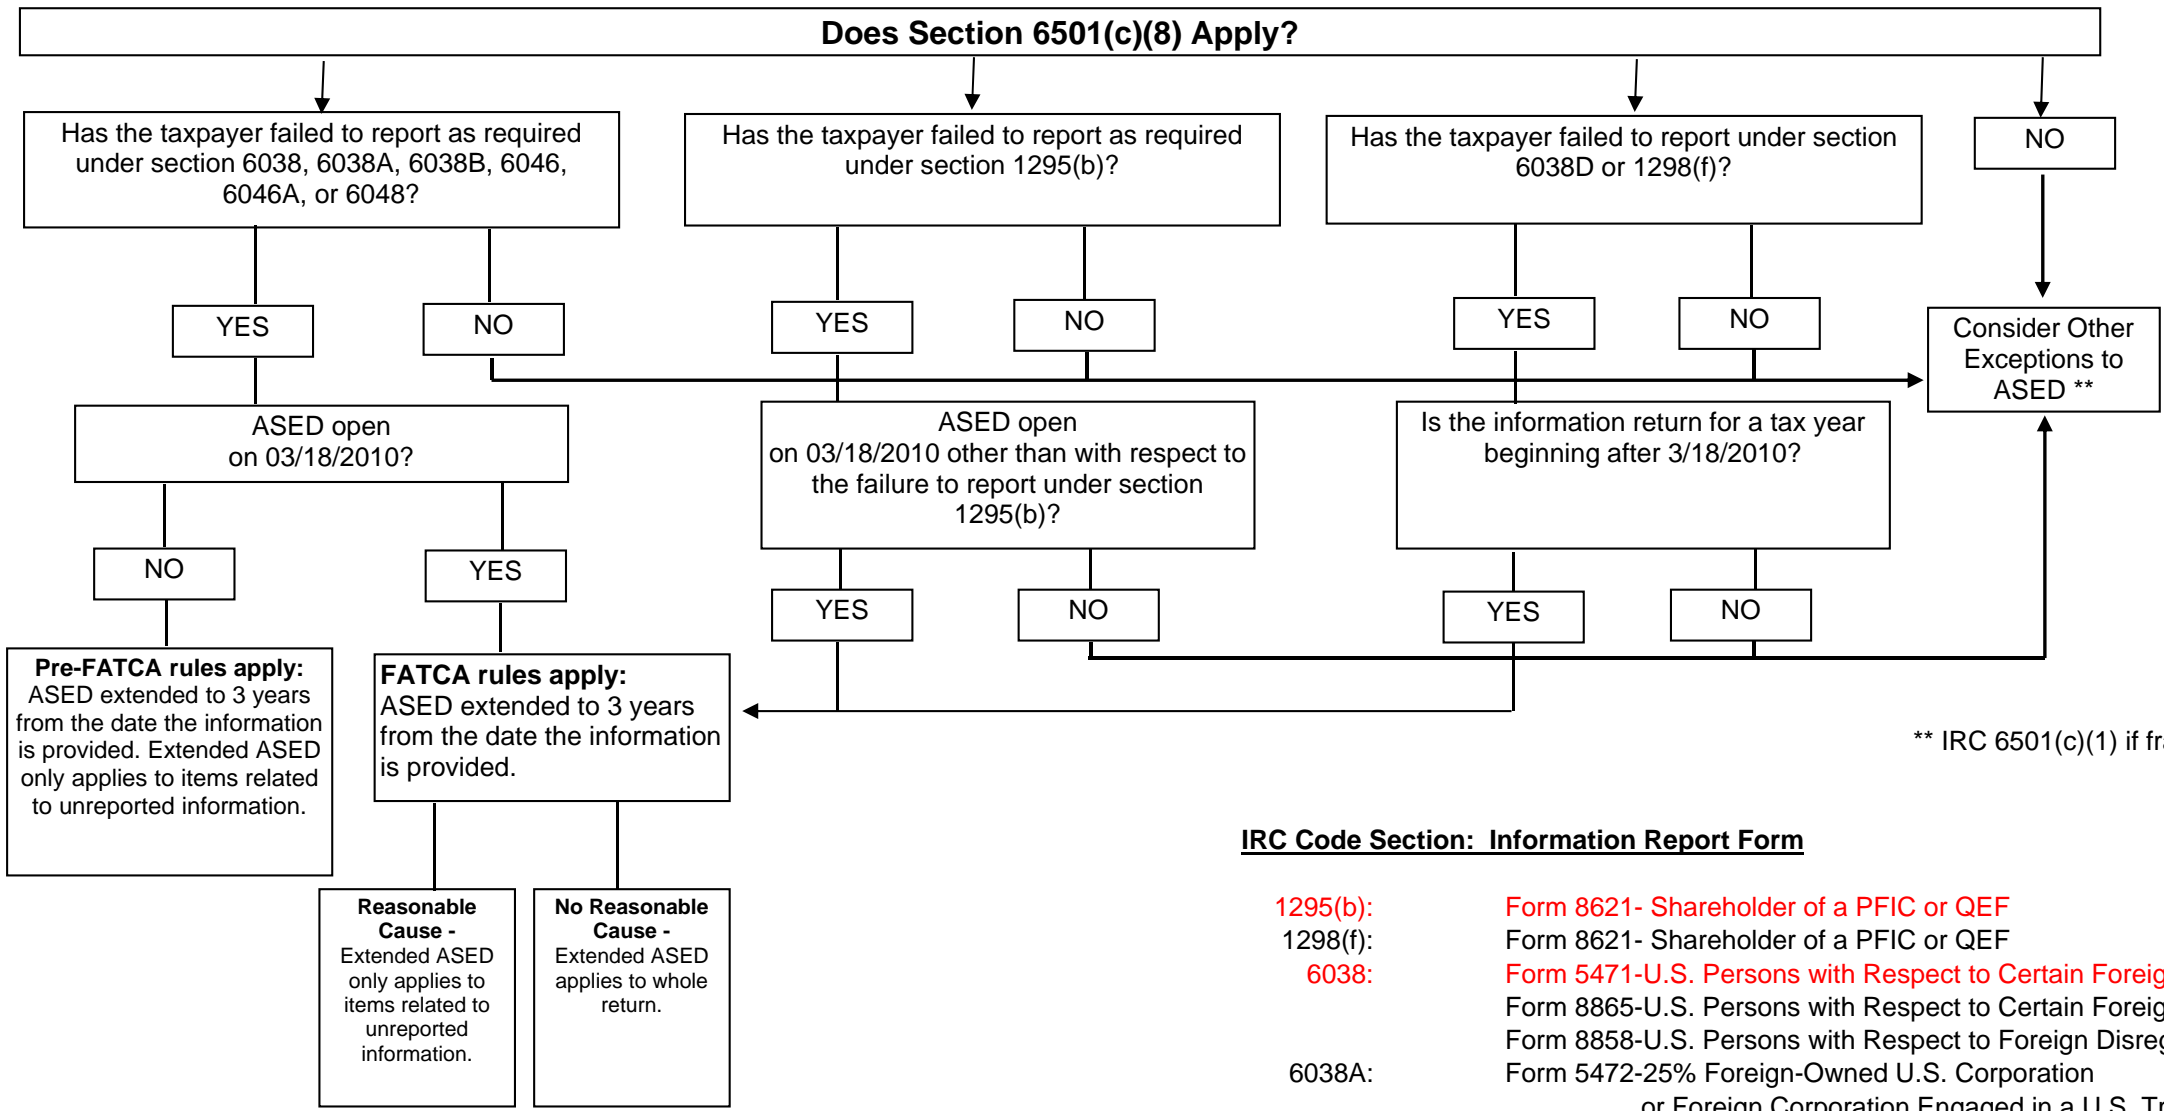 Does Section 6501(c)(8) Apply?
Has the taxpayer failed to report as required
under section 6038, 6038A, 6038B, 6046,
6046A, or 6048?
Has the taxpayer failed to report as required
under section 1295(b)?
Has the taxpayer failed to report under section
6038D or 1298(f)?
NO
YES
NO
YES
NO
YES
NO
Consider Other
Exceptions to
ASED **
ASED open
on 03/18/2010?
ASED open
on 03/18/2010 other than with respect to
the failure to report under section
1295(b)?
Is the information return for a tax year
beginning after 3/18/2010?
NO
YES
YES
NO
YES
NO
Pre-FATCA rules apply:
ASED extended to 3 years
from the date the information
is provided. Extended ASED
only applies to items related
to unreported information.
FATCA rules apply:
ASED extended to 3 years
from the date the information
is provided.
** IRC 6501(c)(1) if
Reasonable
Cause -
Extended ASED
only applies to
items related to
unreported
information.
No Reasonable
Cause -
Extended ASED
applies to whole
return.
IRC Code Section: Information Report Form
1295(b): Form 8621- Shareholder of a PFIC or QEF
1298(f): Form 8621- Shareholder of a PFIC or QEF
6038: Form 5471-U.S. Persons with Respect to Certain
Form 8865-U.S. Persons with Respect to Certain
Form 8858-U.S. Persons with Respect to Foreign
6038A: Form 5472-25% Foreign-Owned U.S. Corporation
or Foreign Corporation Engaged in a U.S.